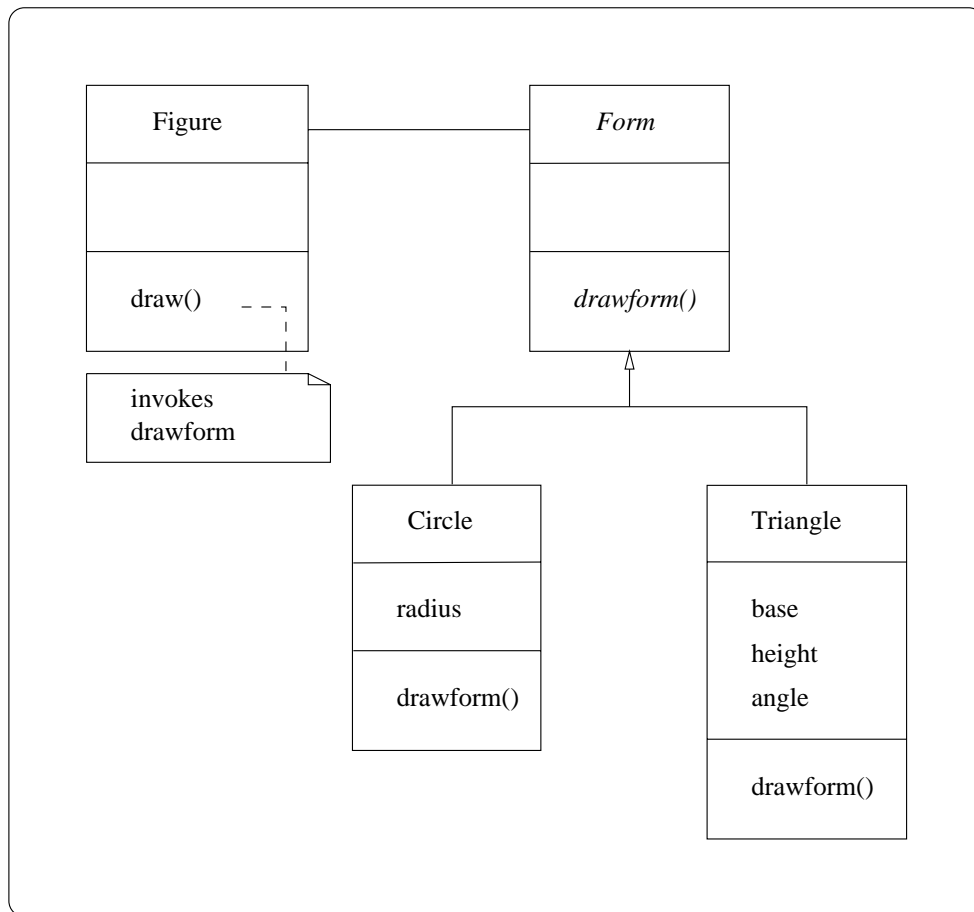 Figure
Form
draw()
drawform()
invokes
drawform
Circle
Triangle
radius
base
height
angle
drawform()
drawform()